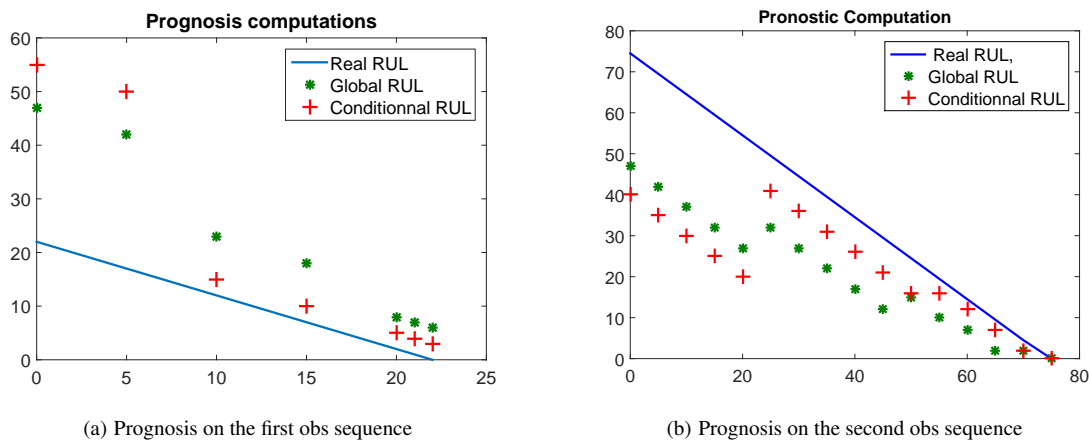 Prognosis computations
60
50
40
30
20
10
0
0 5 10 15 20 25
Real RUL
Global RUL
Conditionnal RUL
(a) Prognosis on the first obs sequence
Pronostic Computation
80
70
60
50
40
30
20
10
0
0 20 40 60 80
Real RUL,
Global RUL
Conditionnal RUL
(b) Prognosis on the second obs sequence